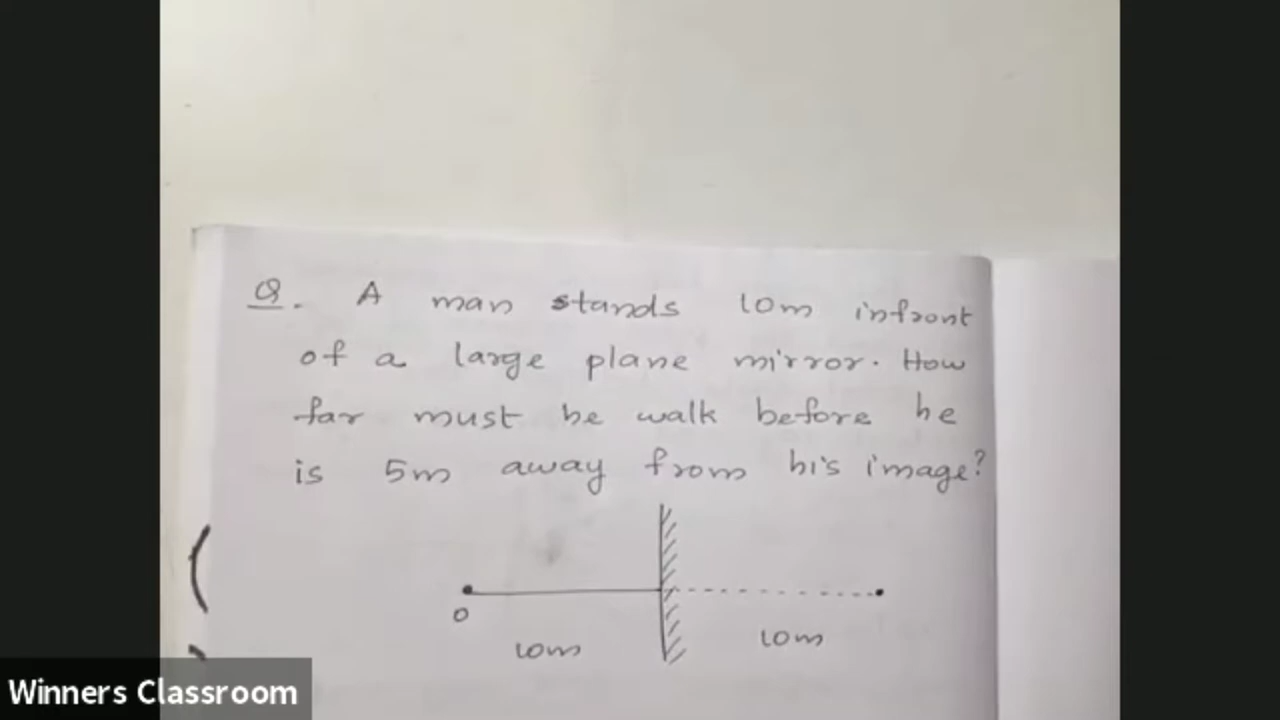 Q. A man stands 10m infront
of a large plane mirror. How
far must he walk before he
is 5m away from his image?
O
10m 10m
Winners Classroom